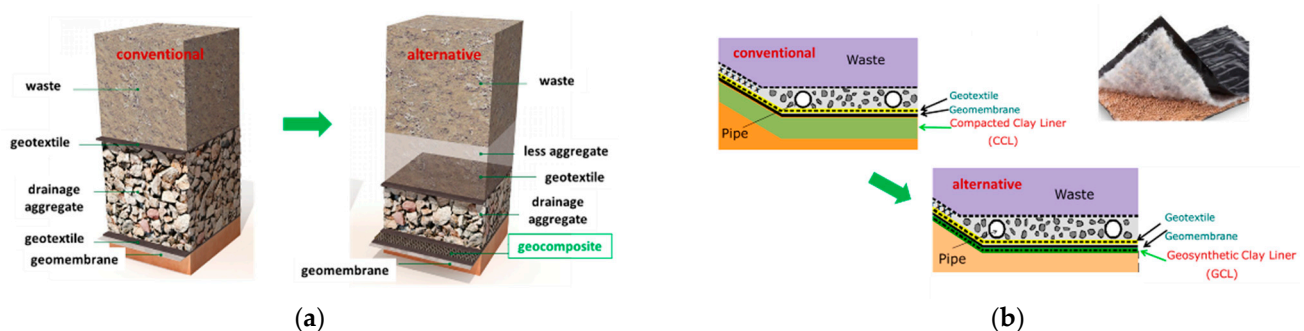 conventional
waste
geotextile
drainage
aggregate
geotextile
geomembrane
alternative
waste
less aggregate
geotextile
drainage
aggregate
geocomposite
geomembrane
(a)
conventional
Waste
Pipe
Geotextile
Geomembrane
Compacted Clay Liner
(CCL)
alternative
Waste
Pipe
Geotextile
Geomembrane
Geosynthetic Clay Liner
(GCL)
(b)